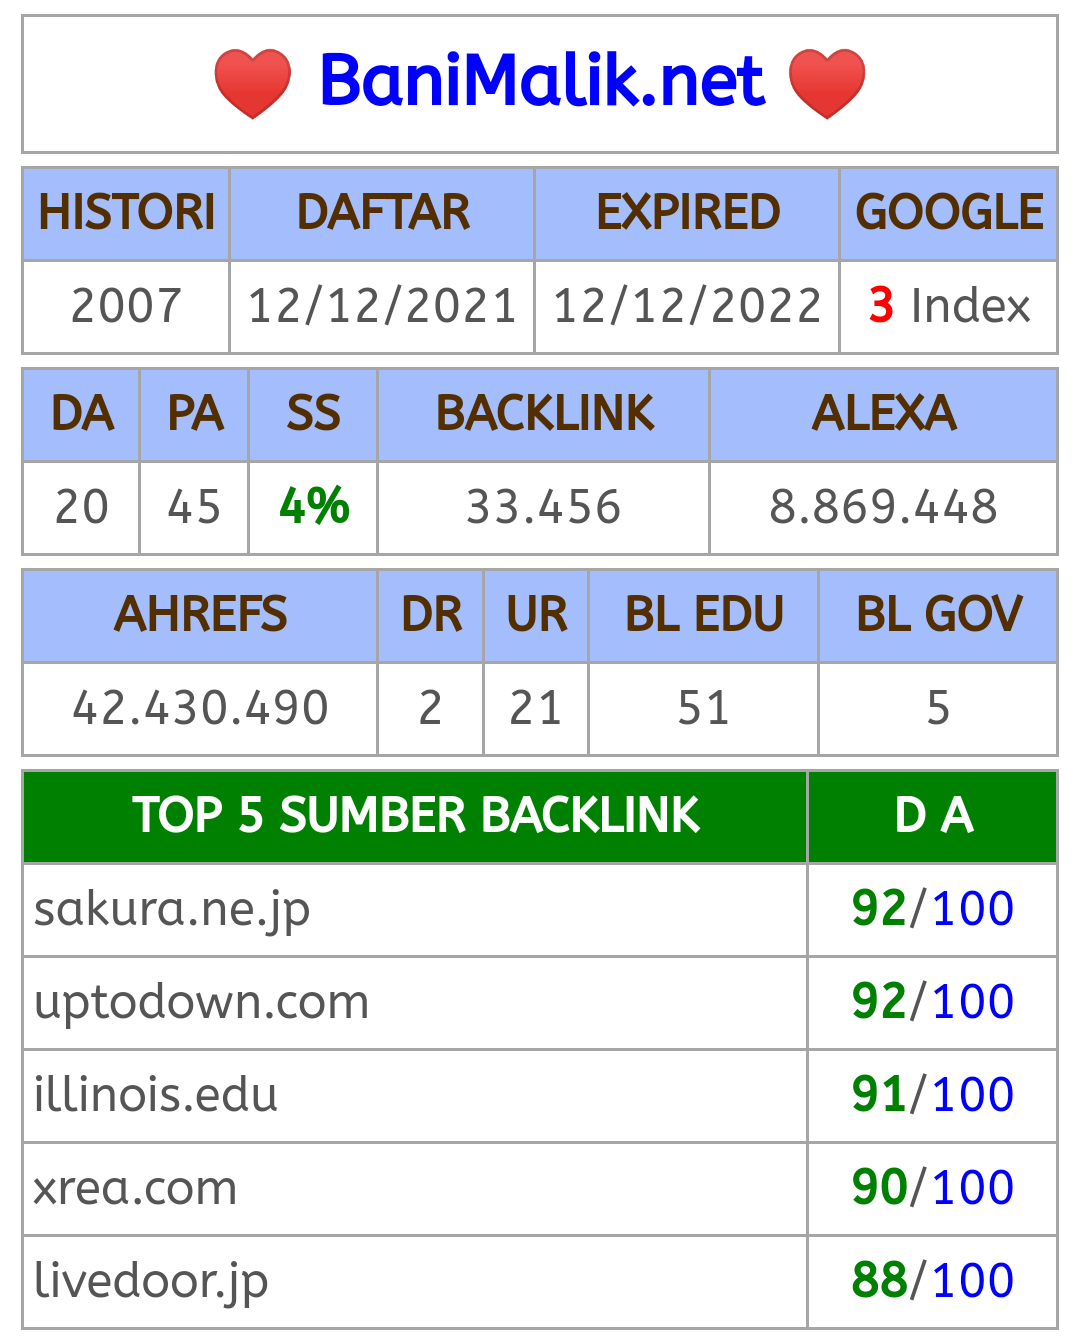 BaniMalik.net
HISTORI DAFTAR EXPIRED GOOGLE
2007 12/12/2021 12/12/2022 3 Index
DA PA SS BACKLINK ALEXA
20 45 4% 33.456 8.869.448
AHREFS DR UR BL EDU BL GOV
42.430.490 2 21 51 5
TOP 5 SUMBER BACKLINK D A
sakura.ne.jp 92/100
uptodown.com 92/100
illinois.edu 91/100
xrea.com 90/100
livedoor.jp 88/100